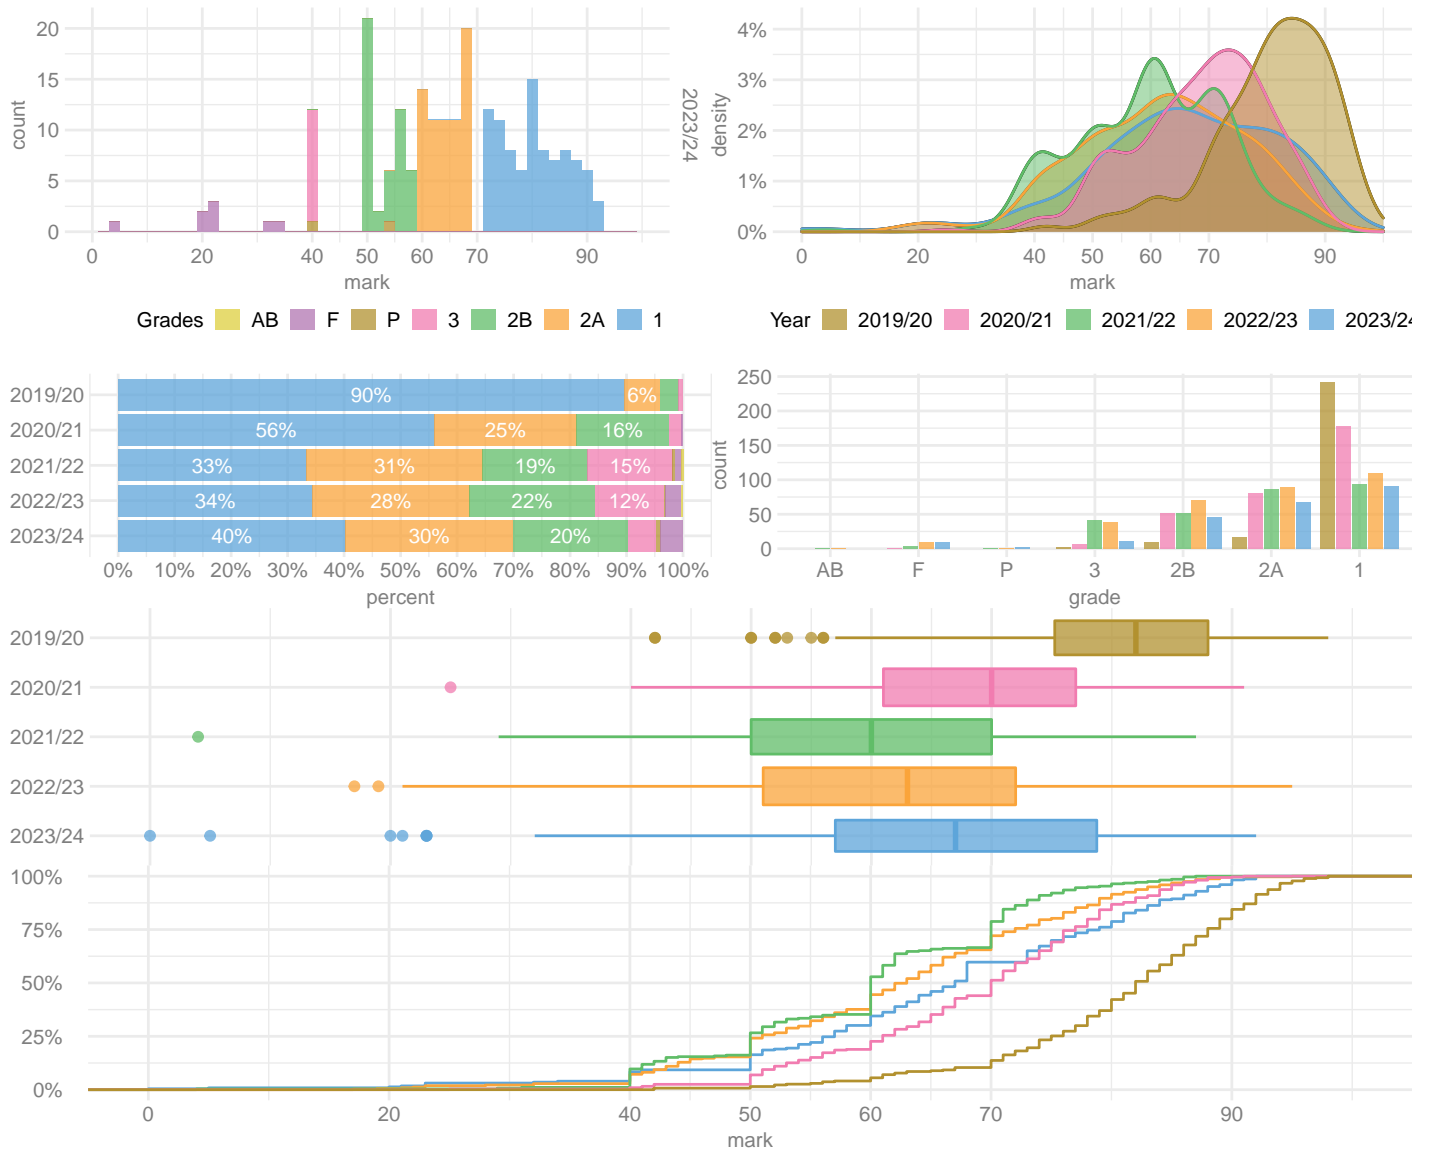 20
15
10
5
0
count
0 20 40 50 60 70 90
mark
2023/24
4%
3%
2%
1%
0%
density
0 20 40 50 60 70 90
mark
Grades AB F P 3 2B 2A 1
Year 2019/20 2020/21 2021/22 2022/23 2023/24
2019/20 90% 6%
2020/21 56% 25% 16%
2021/22 33% 31% 19% 15%
2022/23 34% 28% 22% 12%
2023/24 40% 30% 20%
0% 10% 20% 30% 40% 50% 60% 70% 80% 90% 100%
percent
250
200
150
100
50
0
count
AB F P 3 2B 2A 1
grade
2019/20
2020/21
2021/22
2022/23
2023/24
100%
75%
50%
25%
0%
0 20 40 50 60 70 90
mark